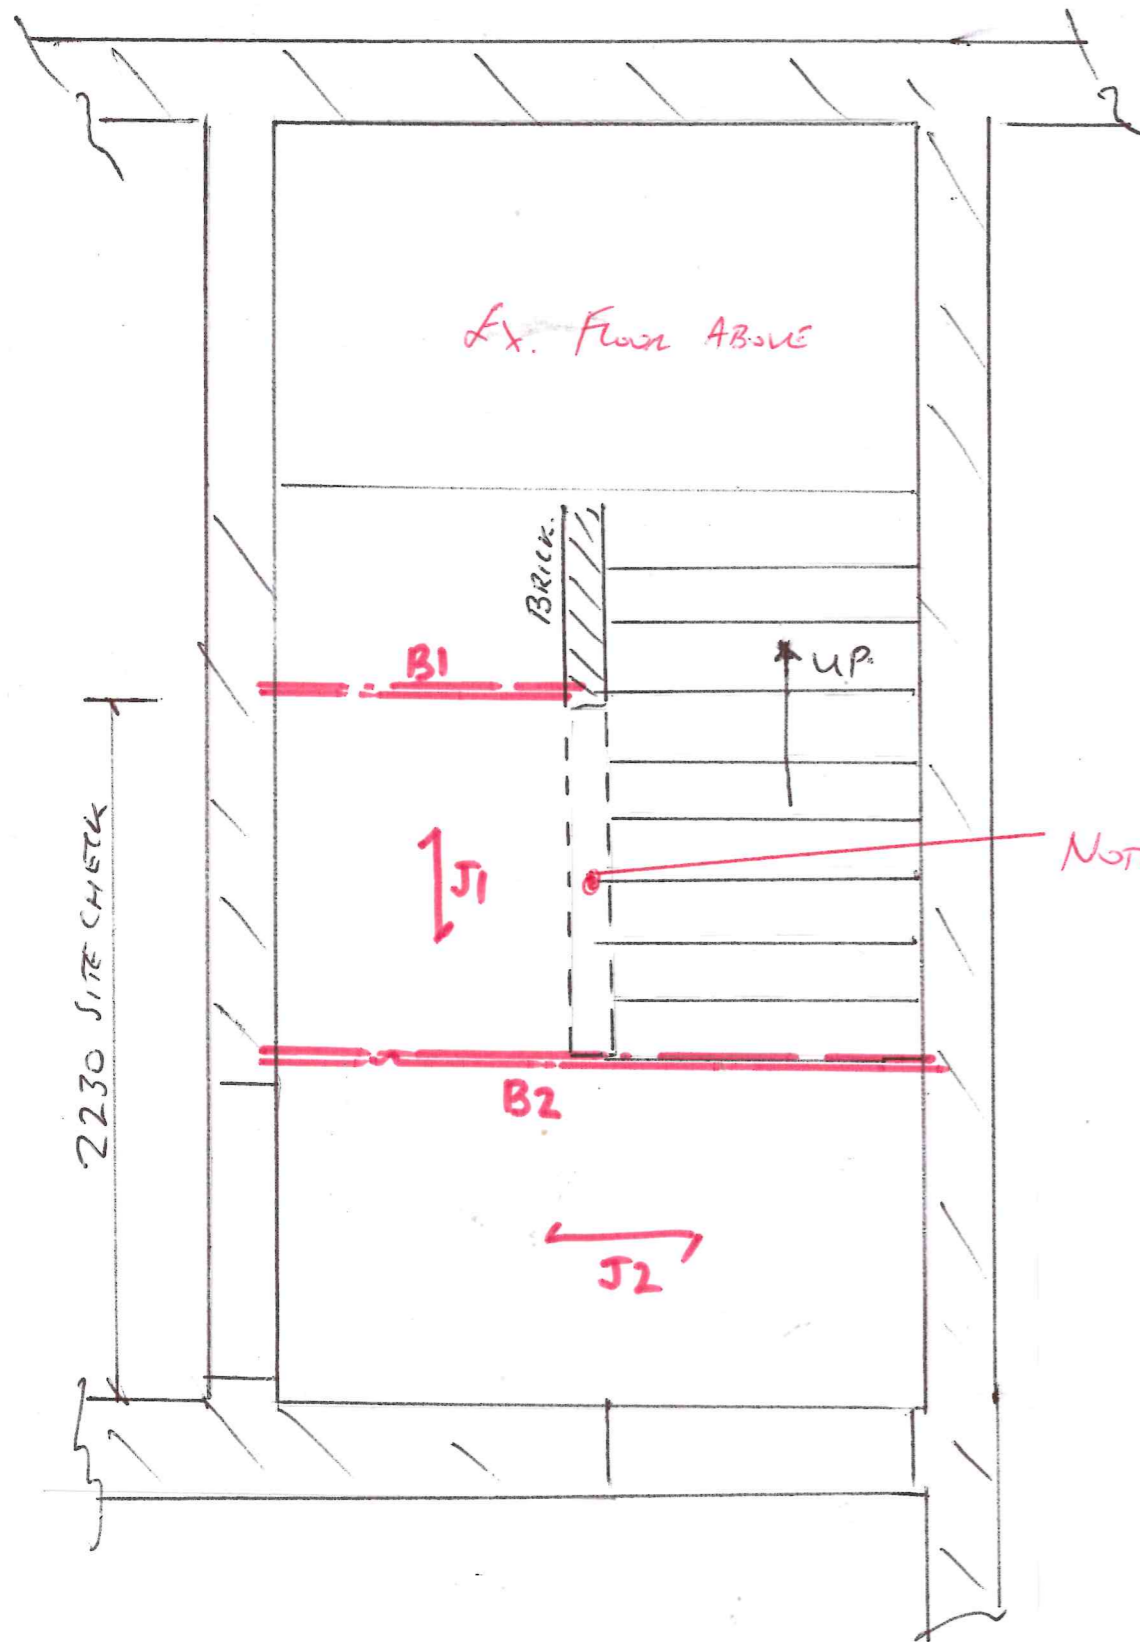 Ex. FLOOR ABOVE
BRICK.
B1
UP.
J1
NOT
2230 SITE CHECK
B2
J2